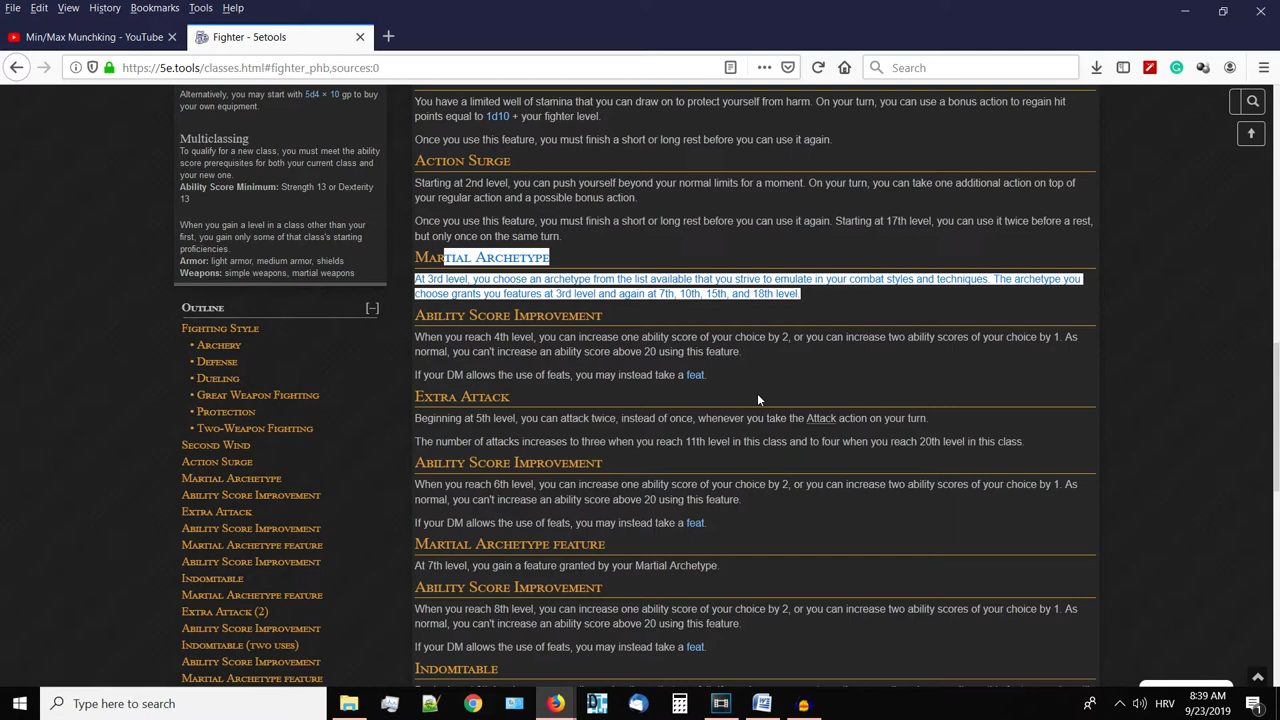 File Edit View History Bookmarks Tools Help
Min/Max Munchking - YouTube
Fighter - 5etools
https://5e.tools/classes.html#fighter_phb,sources:0
Search
Alternatively, you may start with 5d4 × 10 gp to buy
your own equipment.
Multiclassing
To qualify for a new class, you must meet the ability
score prerequisites for both your current class and
your new one.
Ability Score Minimum: Strength 13 or Dexterity
13
When you gain a level in a class other than your
first, you gain only some of that class's starting
proficiencies.
Armor: light armor, medium armor, shields
Weapons: simple weapons, martial weapons
Outline [–]
Fighting Style
• Archery
• Defense
• Dueling
• Great Weapon Fighting
• Protection
• Two-Weapon Fighting
Second Wind
Action Surge
Martial Archetype
Ability Score Improvement
Extra Attack
Ability Score Improvement
Martial Archetype feature
Ability Score Improvement
Indomitable
Martial Archetype feature
Extra Attack (2)
Ability Score Improvement
Indomitable (two uses)
Ability Score Improvement
Martial Archetype feature
You have a limited well of stamina that you can draw on to protect yourself from harm. On your turn, you can use a bonus action to regain hit
points equal to 1d10 + your fighter level.
Once you use this feature, you must finish a short or long rest before you can use it again.
Action Surge
Starting at 2nd level, you can push yourself beyond your normal limits for a moment. On your turn, you can take one additional action on top of
your regular action and a possible bonus action.
Once you use this feature, you must finish a short or long rest before you can use it again. Starting at 17th level, you can use it twice before a rest,
but only once on the same turn.
Martial Archetype
At 3rd level, you choose an archetype from the list available that you strive to emulate in your combat styles and techniques. The archetype you
choose grants you features at 3rd level and again at 7th, 10th, 15th, and 18th level.
Ability Score Improvement
When you reach 4th level, you can increase one ability score of your choice by 2, or you can increase two ability scores of your choice by 1. As
normal, you can't increase an ability score above 20 using this feature.
If your DM allows the use of feats, you may instead take a feat.
Extra Attack
Beginning at 5th level, you can attack twice, instead of once, whenever you take the Attack action on your turn.
The number of attacks increases to three when you reach 11th level in this class and to four when you reach 20th level in this class.
Ability Score Improvement
When you reach 6th level, you can increase one ability score of your choice by 2, or you can increase two ability scores of your choice by 1. As
normal, you can't increase an ability score above 20 using this feature.
If your DM allows the use of feats, you may instead take a feat.
Martial Archetype feature
At 7th level, you gain a feature granted by your Martial Archetype.
Ability Score Improvement
When you reach 8th level, you can increase one ability score of your choice by 2, or you can increase two ability scores of your choice by 1. As
normal, you can't increase an ability score above 20 using this feature.
If your DM allows the use of feats, you may instead take a feat.
Indomitable
Type here to search
HRV
8:39 AM
9/23/2019
1